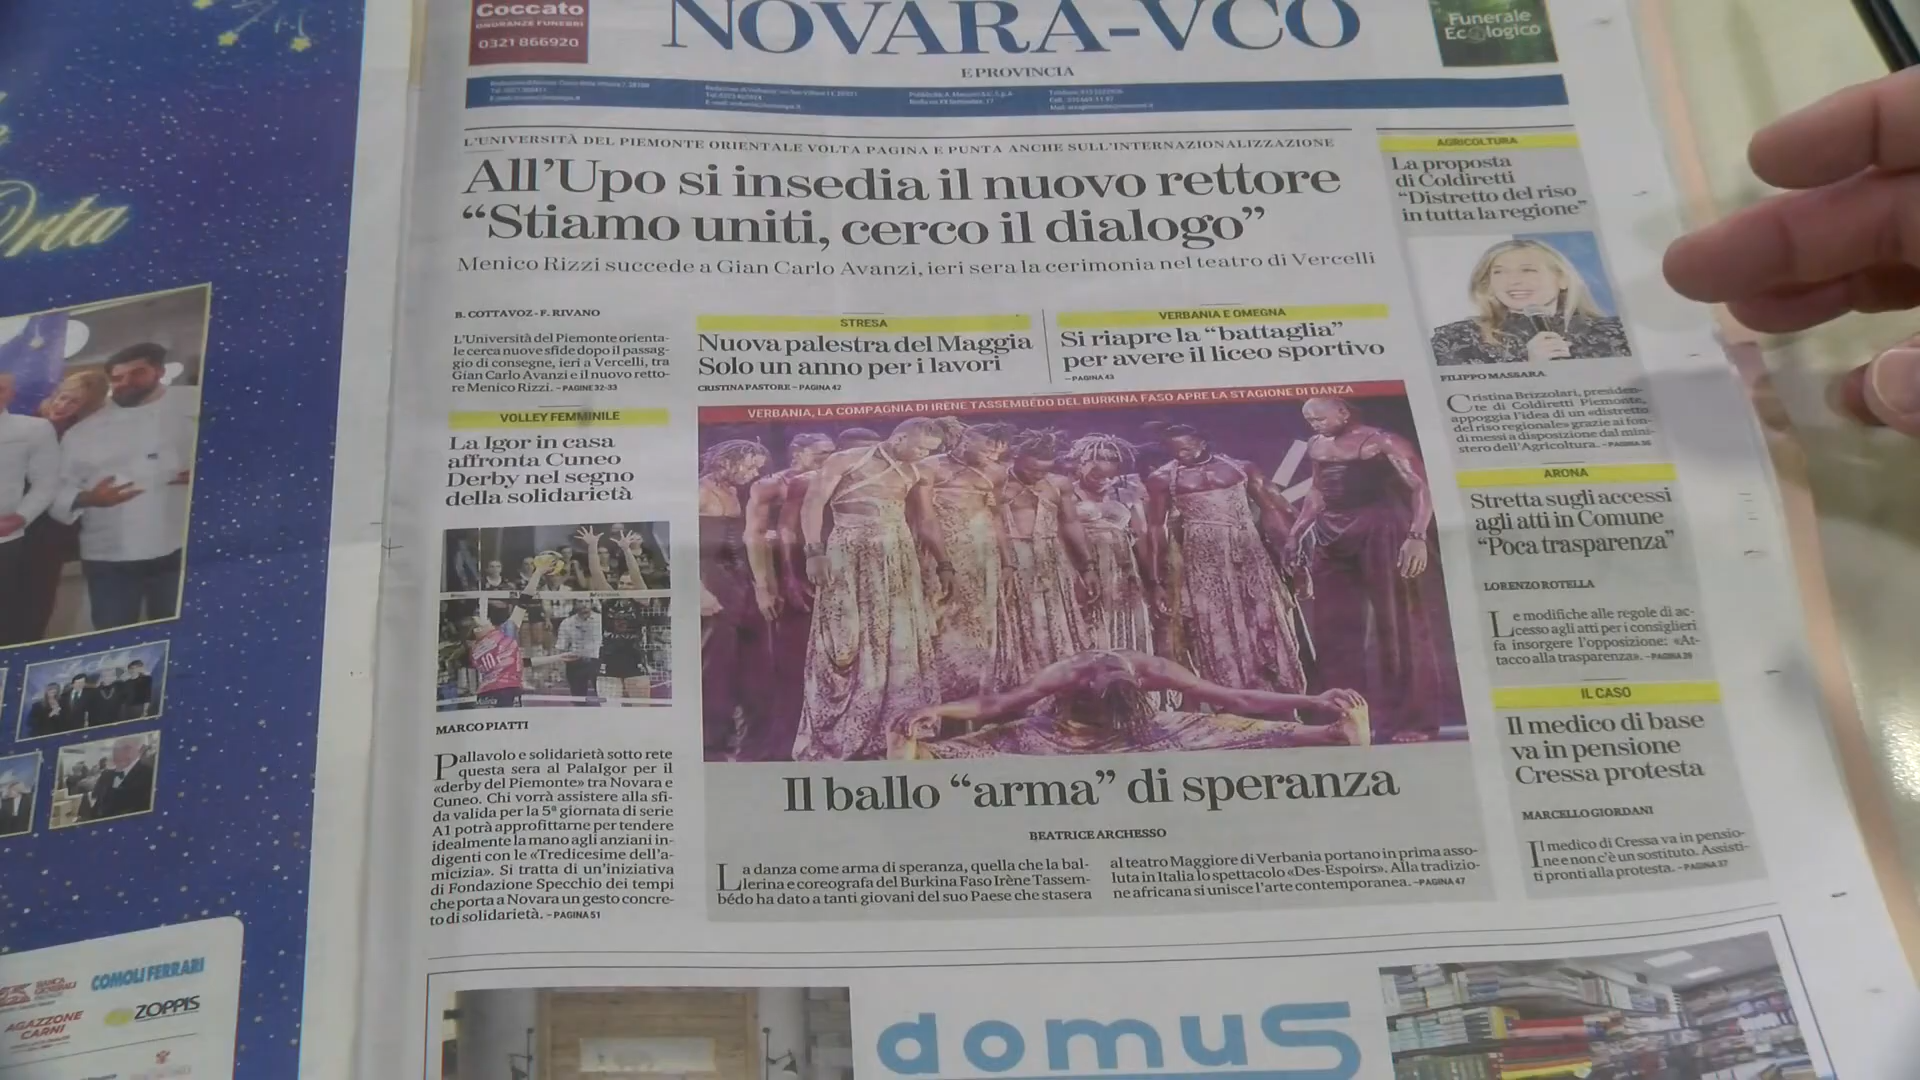 Coccato
ONORANZE FUNEBRI
0321 866920
NOVARA-VCO
E PROVINCIA
Funerale
Ecologico
L'UNIVERSITÀ DEL PIEMONTE ORIENTALE VOLTA PAGINA E PUNTA ANCHE SULL'INTERNAZIONALIZZAZIONE
All'Upo si insedia il nuovo rettore
“Stiamo uniti, cerco il dialogo”
Menico Rizzi succede a Gian Carlo Avanzi, ieri sera la cerimonia nel teatro di Vercelli
B. COTTAVOZ - F. RIVANO
L'Università del Piemonte orienta-
le cerca nuove sfide dopo il passag-
gio di consegne, ieri a Vercelli, tra
Gian Carlo Avanzi e il nuovo retto-
re Menico Rizzi. – PAGINE 32-33
STRESA
Nuova palestra del Maggia
Solo un anno per i lavori
CRISTINA PASTORE – PAGINA 42
VERBANIA E OMEGNA
Si riapre la “battaglia”
per avere il liceo sportivo
– PAGINA 43
VOLLEY FEMMINILE
La Igor in casa
affronta Cuneo
Derby nel segno
della solidarietà
10
MARCO PIATTI
Pallavolo e solidarietà sotto rete
questa sera al PalaIgor per il
«derby del Piemonte» tra Novara e
Cuneo. Chi vorrà assistere alla sfi-
da valida per la 5ª giornata di serie
A1 potrà approfittarne per tendere
idealmente la mano agli anziani in-
digenti con le «Tredicesime dell'a-
micizia». Si tratta di un'iniziativa
di Fondazione Specchio dei tempi
che porta a Novara un gesto concre-
to di solidarietà. – PAGINA 51
VERBANIA, LA COMPAGNIA DI IRENE TASSEMBÉDO DEL BURKINA FASO APRE LA STAGIONE DI DANZA
Il ballo “arma” di speranza
BEATRICE ARCHESSO
La danza come arma di speranza, quella che la bal-
lerina e coreografa del Burkina Faso Irène Tassem-
bédo ha dato a tanti giovani del suo Paese che stasera
al teatro Maggiore di Verbania portano in prima asso-
luta in Italia lo spettacolo «Des-Espoirs». Alla tradizio-
ne africana si unisce l'arte contemporanea. – PAGINA 47
AGRICOLTURA
La proposta
di Coldiretti
“Distretto del riso
in tutta la regione”
FILIPPO MASSARA
Cristina Brizzolari, presiden-
te di Coldiretti Piemonte,
appoggia l'idea di un «distretto
del riso regionale» grazie ai fon-
di messi a disposizione dal mini-
stero dell'Agricoltura.
ARONA
Stretta sugli accessi
agli atti in Comune
“Poca trasparenza”
LORENZO ROTELLA
Le modifiche alle regole di ac-
cesso agli atti per i consiglieri
fa insorgere l'opposizione: «At-
tacco alla trasparenza».
IL CASO
Il medico di base
va in pensione
Cressa protesta
MARCELLO GIORDANI
Il medico di Cressa va in pensio-
ne e non c'è un sostituto. Assisti-
ti pronti alla protesta. – PAGINA 37
domus
Orta
BANCA
GENERALI
COMOLI FERRARI
AGAZZONE
CARNI
ZOPPIS